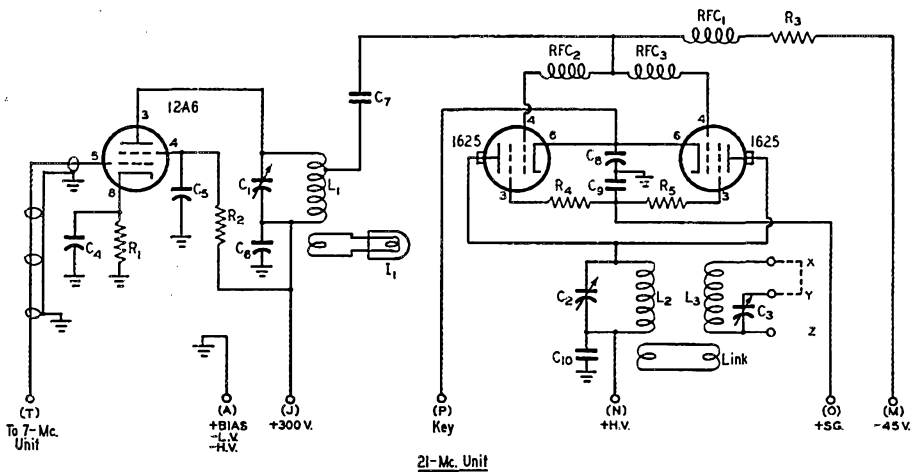 RFC1
R3
RFC2
RFC3
12A6
3
C7
4
4
4
1625
6
6
1625
5
C5
C1
L1
C8
8
C9
R4
R5
3
3
R2
C4
R1
C6
I1
C2
L2
L3
X
Y
C3
Z
C10
Link
(T)
To 7-Mc. Unit
(A)
+BIAS
-L.V.
-H.V.
(J)
+300 V.
(P)
Key
(N)
+H.V.
(O)
+SG.
(M)
-45 V.
21-Mc. Unit